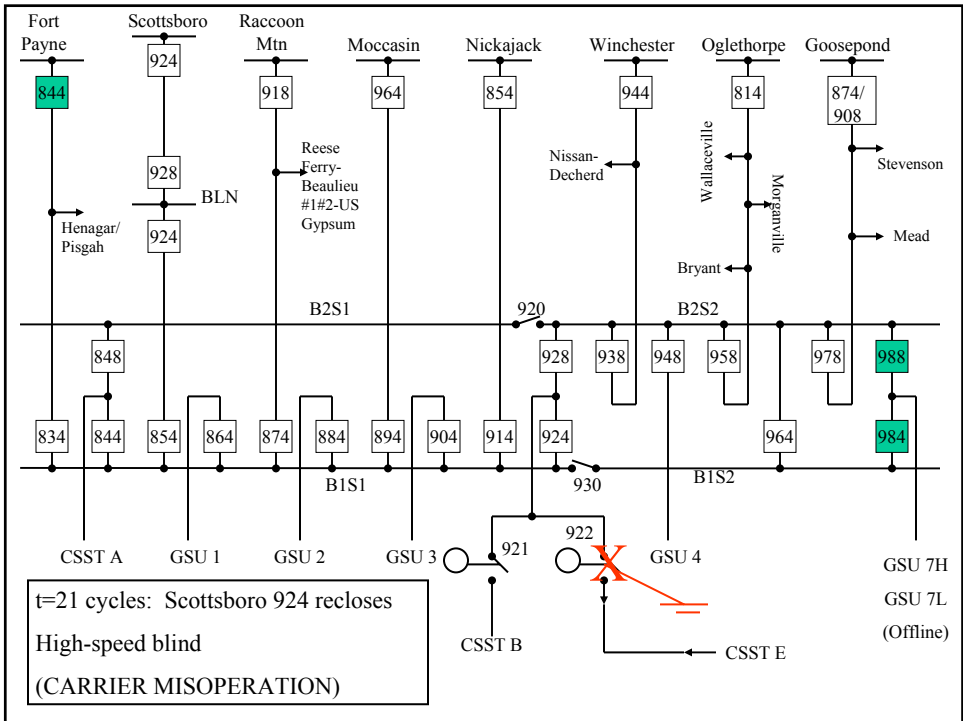 Fort
Payne
Scottsboro
Raccoon
Mtn
Moccasin
Nickajack
Winchester
Oglethorpe
Goosepond
844
924
918
964
854
944
814
874/
908
928
BLN
924
Henagar/
Pisgah
Reese
Ferry-
Beaulieu
#1#2-US
Gypsum
Nissan-
Decherd
Wallaceville
Morganville
Bryant
Stevenson
Mead
B2S1
920
B2S2
848
928
938
948
958
978
988
834
844
854
864
874
884
894
904
914
924
964
984
B1S1
930
B1S2
921
922
X
CSST A
GSU 1
GSU 2
GSU 3
GSU 4
GSU 7H
GSU 7L
(Offline)
CSST B
CSST E
t=21 cycles: Scottsboro 924 recloses
High-speed blind
(CARRIER MISOPERATION)